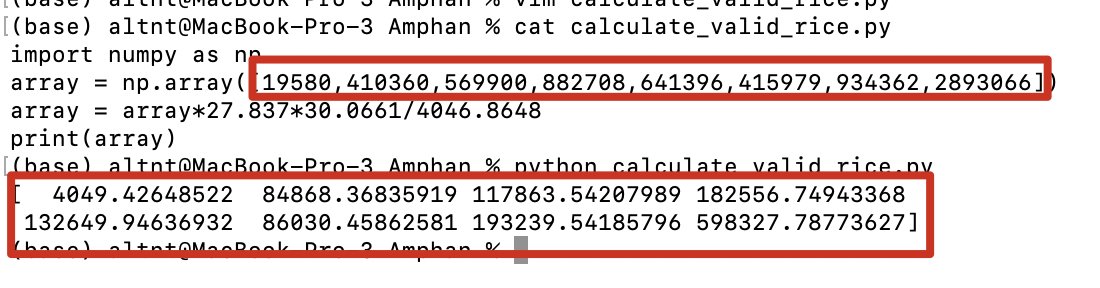 (base) altnt@MacBook-Pro-3 Amphan % vim calculate_valid_rice.py
(base) altnt@MacBook-Pro-3 Amphan % cat calculate_valid_rice.py
import numpy as np
array = np.array([19580,410360,569900,882708,641396,415979,934362,2893066])
array = array*27.837*30.0661/4046.8648
print(array)
(base) altnt@MacBook-Pro-3 Amphan % python calculate_valid_rice.py
[  4049.42648522  84868.36835919 117863.54207989 182556.74943368
 132649.94636932  86030.45862581 193239.54185796 598327.78773627]
(base) altnt@MacBook-Pro-3 Amphan %